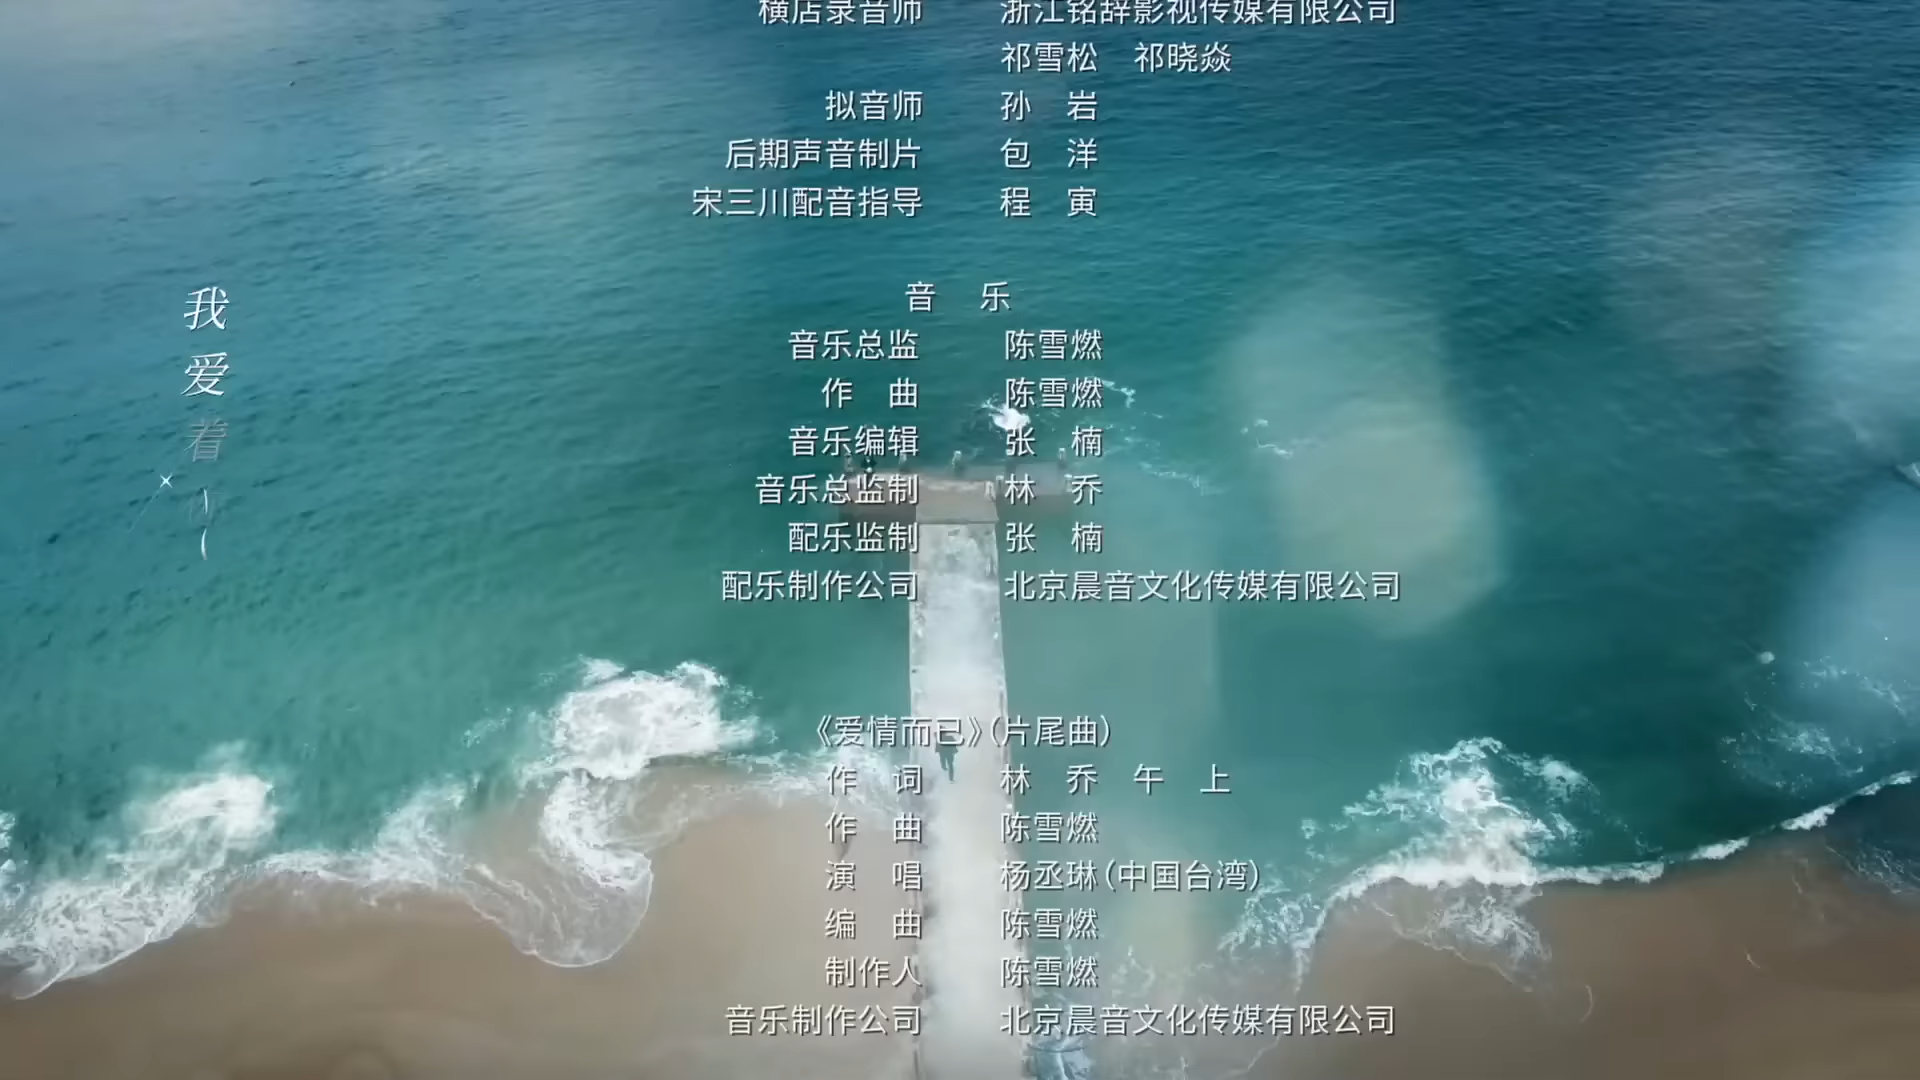 横店录音师 浙江铭辞影视传媒有限公司
祁雪松 祁晓焱
拟音师 孙 岩
后期声音制片 包 洋
宋三川配音指导 程 寅
音 乐
音乐总监 陈雪燃
作 曲 陈雪燃
音乐编辑 张 楠
音乐总监制 林 乔
配乐监制 张 楠
配乐制作公司 北京晨音文化传媒有限公司
《爱情而已》(片尾曲)
作 词 林 乔 午 上
作 曲 陈雪燃
演 唱 杨丞琳(中国台湾)
编 曲 陈雪燃
制作人 陈雪燃
音乐制作公司 北京晨音文化传媒有限公司
我爱着